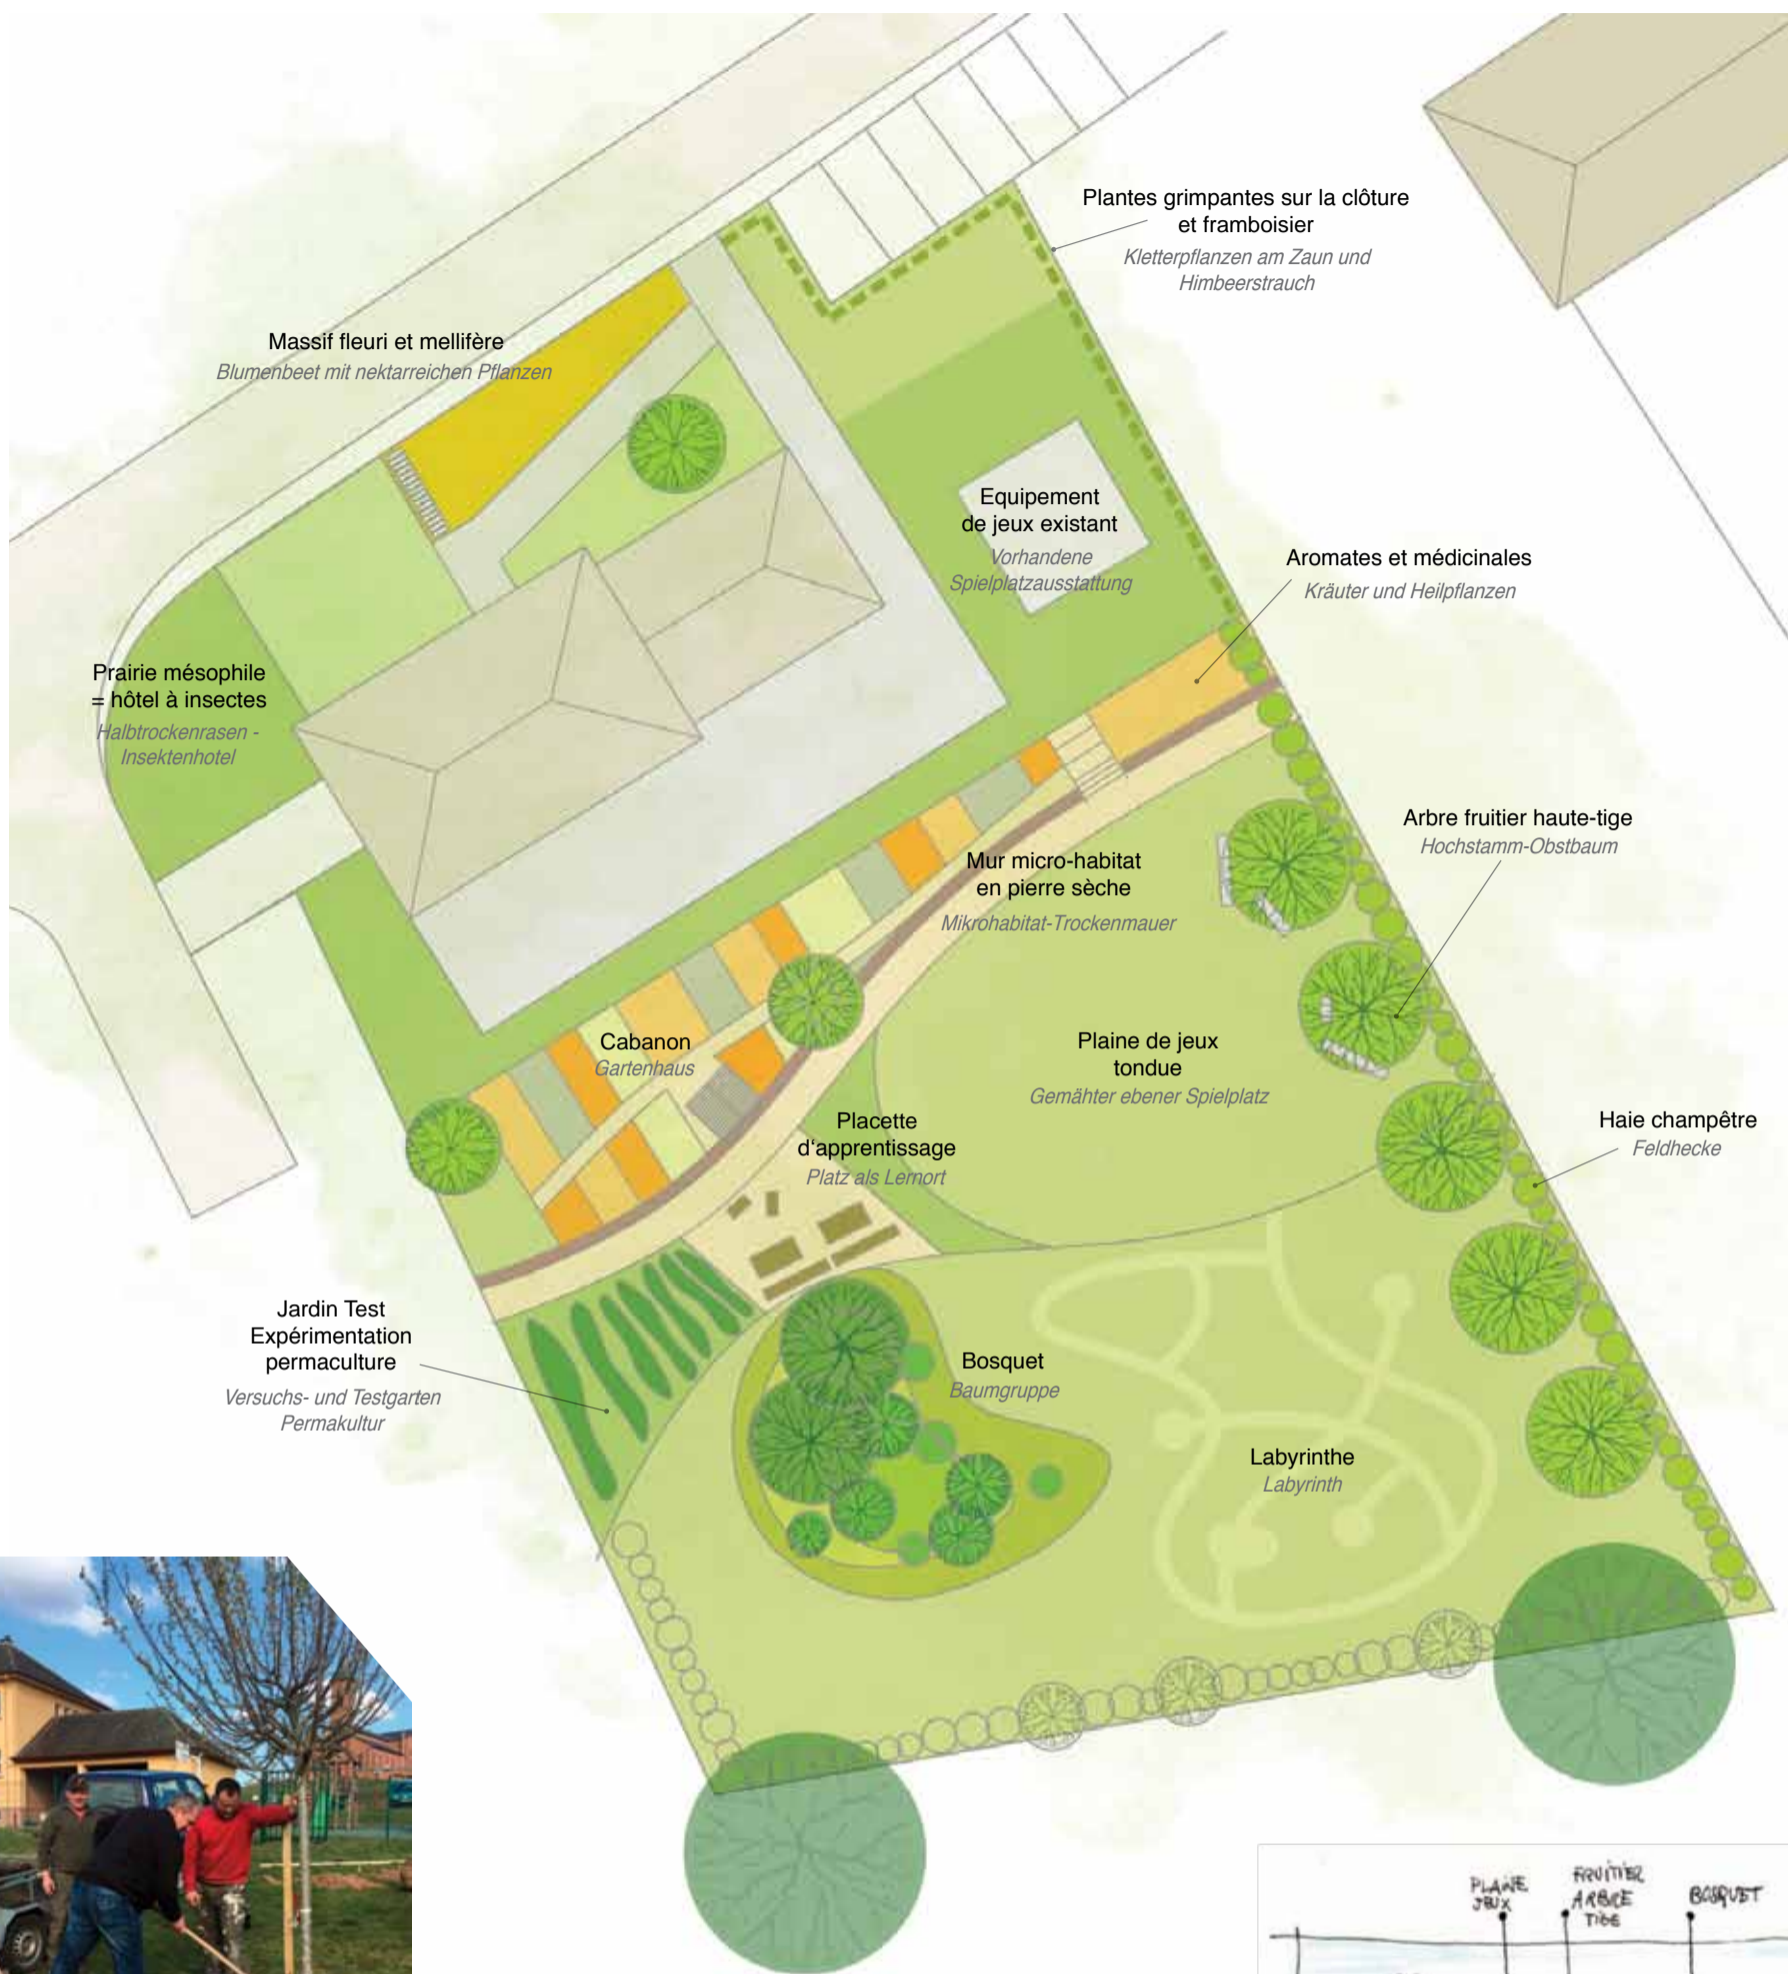 Plantes grimpantes sur la clôture
et framboisier
Kletterpflanzen am Zaun und
Himbeerstrauch
Massif fleuri et mellifère
Blumenbeet mit nektarreichen Pflanzen
Equipement
de jeux existant
Vorhandene
Spielplatzausstattung
Aromates et médicinales
Kräuter und Heilpflanzen
Prairie mésophile
= hôtel à insectes
Halbtrockenrasen -
Insektenhotel
Arbre fruitier haute-tige
Hochstamm-Obstbaum
Mur micro-habitat
en pierre sèche
Mikrohabitat-Trockenmauer
Cabanon
Gartenhaus
Plaine de jeux
tondue
Gemähter ebener Spielplatz
Placette
d‘apprentissage
Platz als Lernort
Haie champêtre
Feldhecke
Jardin Test
Expérimentation
permaculture
Versuchs- und Testgarten
Permakultur
Bosquet
Baumgruppe
Labyrinthe
Labyrinth
PLAINE
JEUX
FRUITIER
ARBRE
TIGE
BOSQUET